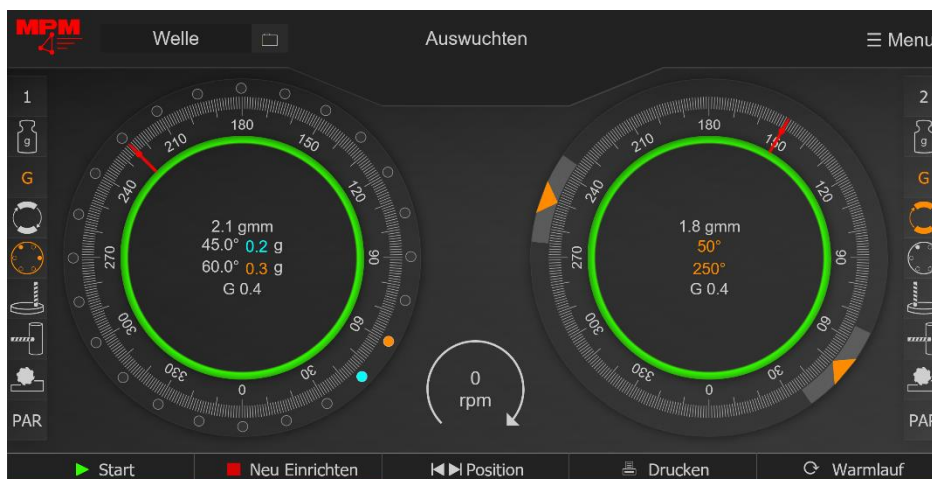 MPM
Welle
Auswuchten
☰ Menu
1
g
G
PAR
180
150
120
90
60
30
0
330
300
270
240
210
2.1 gmm
45.0° 0.2 g
60.0° 0.3 g
G 0.4
0
rpm
180
150
90
60
30
0
330
300
270
240
210
1.8 gmm
50°
250°
G 0.4
2
g
G
PAR
Start
Neu Einrichten
Position
Drucken
Warmlauf